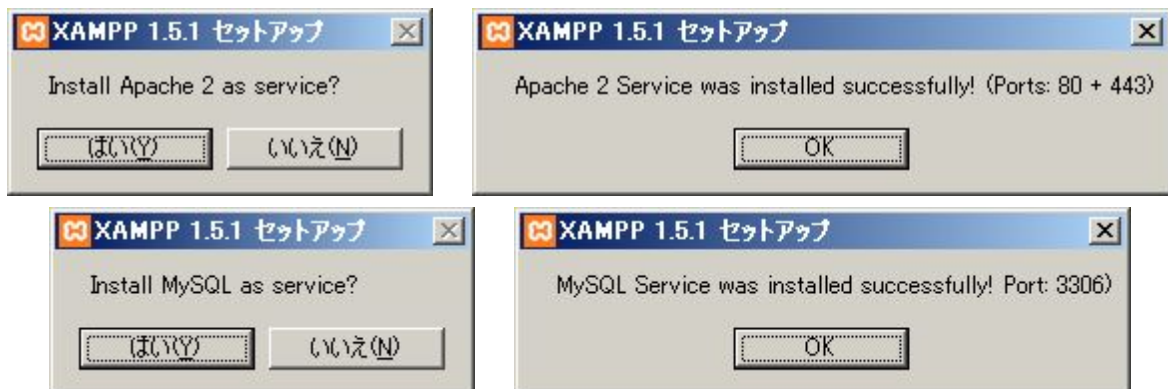 XAMPP 1.5.1 セットアップ
Install Apache 2 as service?
はい(Y)
いいえ(N)
XAMPP 1.5.1 セットアップ
Apache 2 Service was installed successfully! (Ports: 80 + 443)
OK
XAMPP 1.5.1 セットアップ
Install MySQL as service?
はい(Y)
いいえ(N)
XAMPP 1.5.1 セットアップ
MySQL Service was installed successfully! Port: 3306)
OK